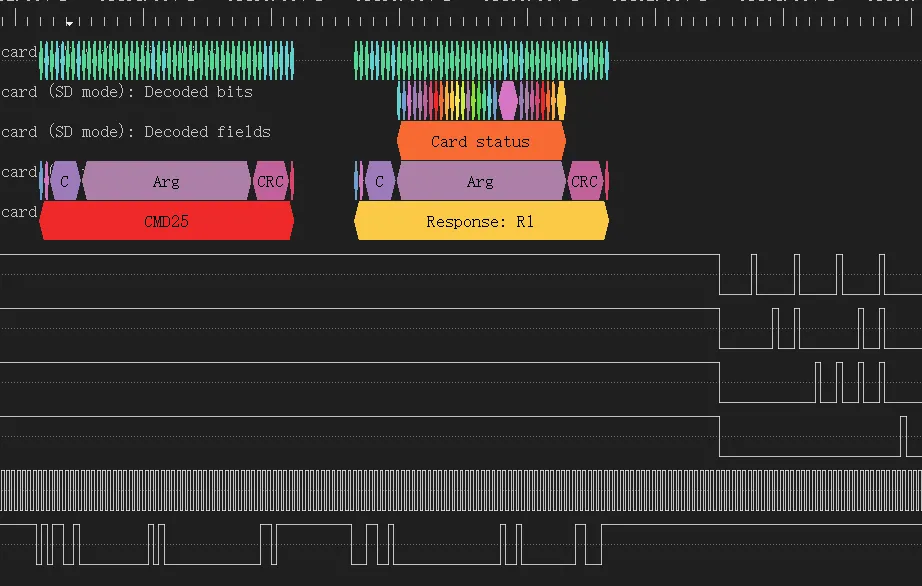 card
card (SD mode): Decoded bits
card (SD mode): Decoded fields
Card status
card
C Arg CRC C Arg CRC
card
CMD25 Response: R1